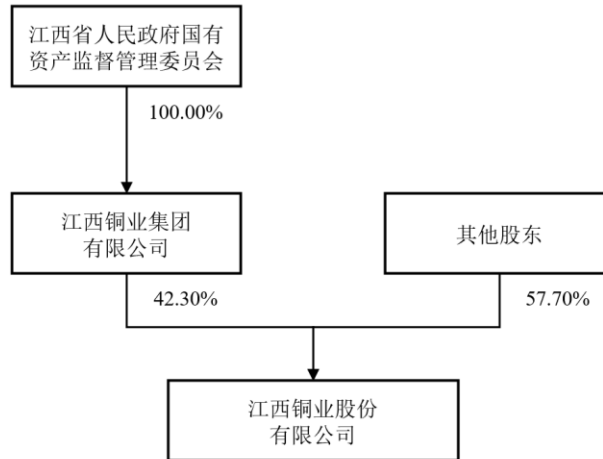 江西省人民政府国有
资产监督管理委员会
100.00%
江西铜业集团
有限公司
其他股东
42.30%
57.70%
江西铜业股份
有限公司